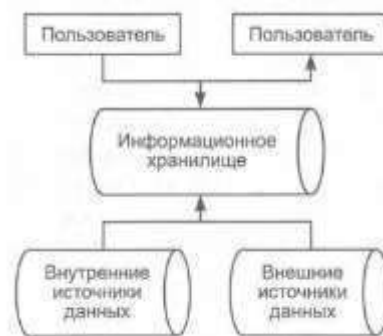 Пользователь
Пользователь
Информационное
хранилище
Внутренние
источники
данных
Внешние
источники
данных